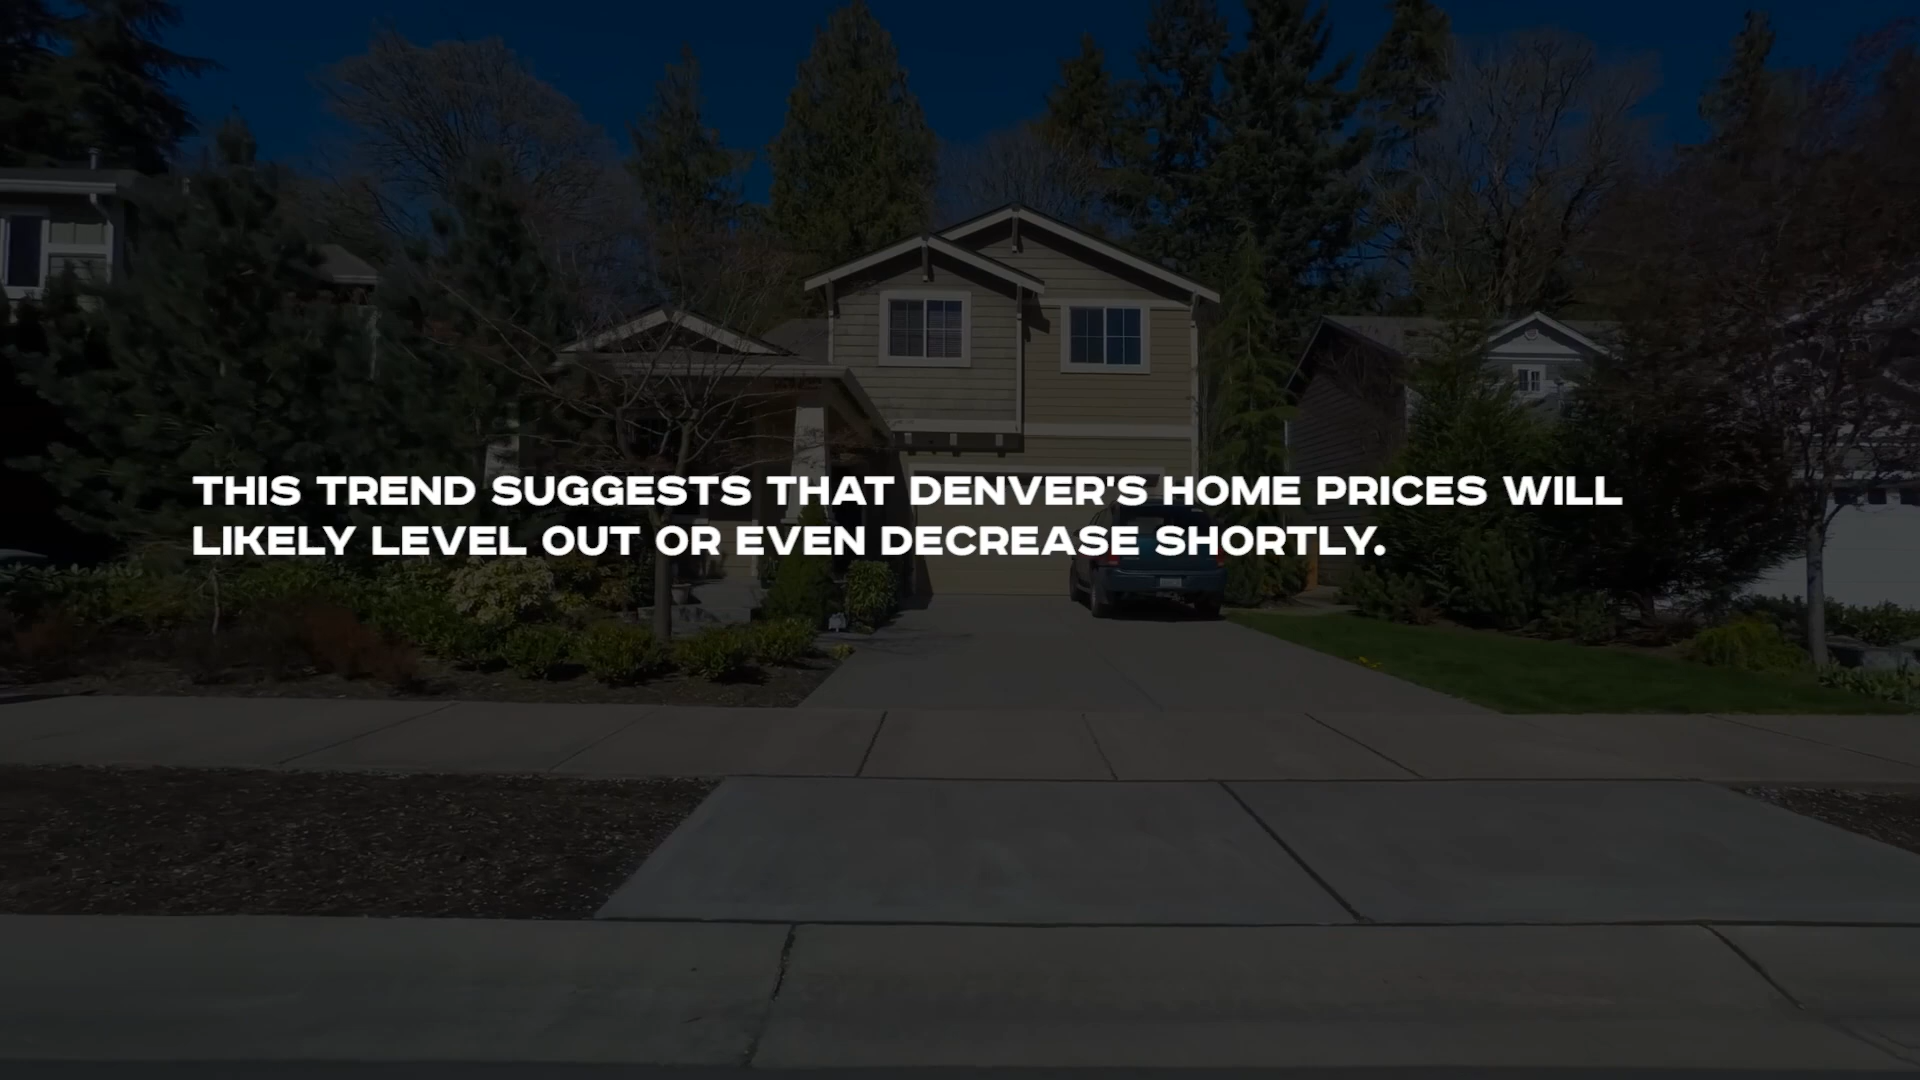 THIS TREND SUGGESTS THAT DENVER'S HOME PRICES WILL
LIKELY LEVEL OUT OR EVEN DECREASE SHORTLY.